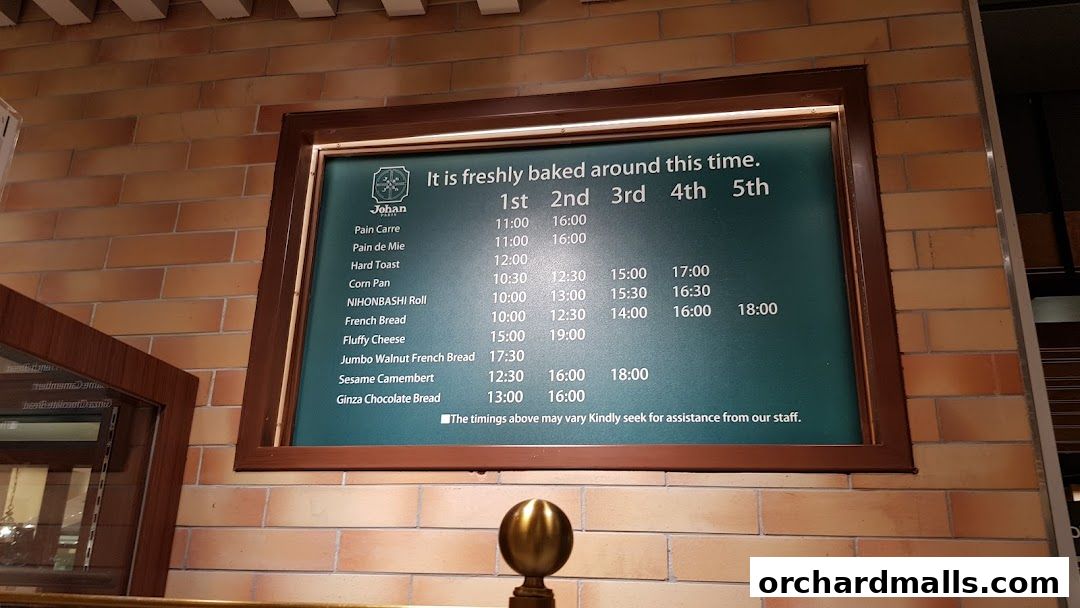 It is freshly baked around this time.
Johan
PARIS
1st 2nd 3rd 4th 5th
Pain Carre 11:00 16:00
Pain de Mie 11:00 16:00
Hard Toast 12:00
Corn Pan 10:30 12:30 15:00 17:00
NIHONBASHI Roll 10:00 13:00 15:30 16:30
French Bread 10:00 12:30 14:00 16:00 18:00
Fluffy Cheese 15:00 19:00
Jumbo Walnut French Bread 17:30
Sesame Camembert 12:30 16:00 18:00
Ginza Chocolate Bread 13:00 16:00
■The timings above may vary Kindly seek for assistance from our staff.
orchardmalls.com